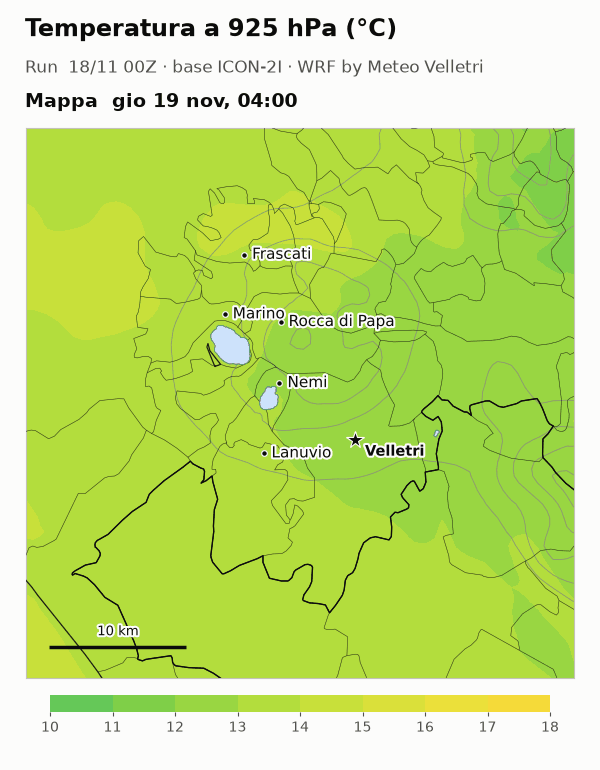 Temperatura a 925 hPa (°C)
Run  18/11 00Z · base ICON-2I · WRF by Meteo Velletri
Mappa  gio 19 nov, 04:00
Frascati
Marino
Rocca di Papa
Nemi
Velletri
Lanuvio
10 km
10 11 12 13 14 15 16 17 18